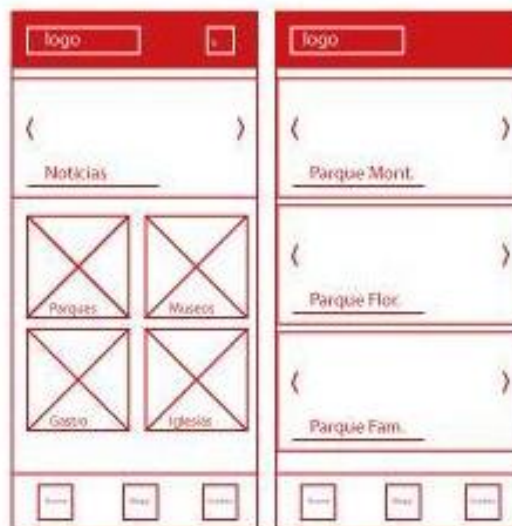 logo
Noticias
Parques
Museos
Gastro
Iglesias
logo
Parque Mont.
Parque Flor.
Parque Fam.